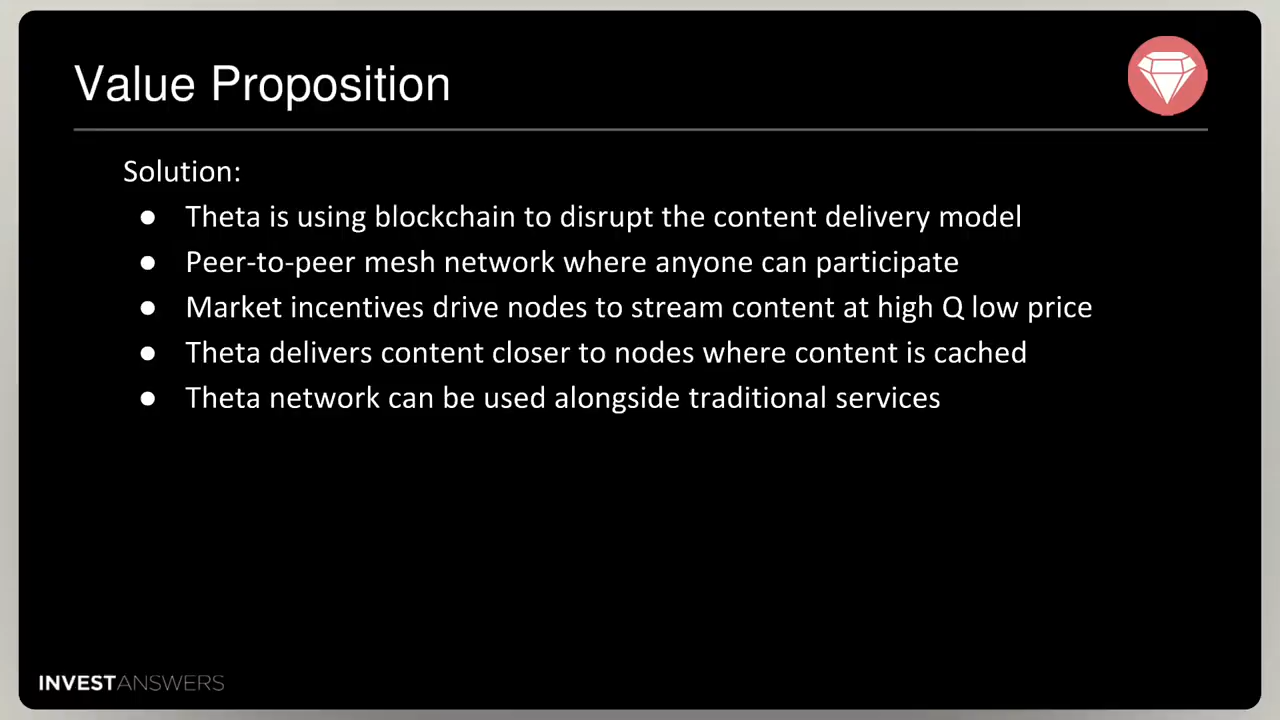 Value Proposition
Solution:
● Theta is using blockchain to disrupt the content delivery model
● Peer-to-peer mesh network where anyone can participate
● Market incentives drive nodes to stream content at high Q low price
● Theta delivers content closer to nodes where content is cached
● Theta network can be used alongside traditional services
INVESTANSWERS